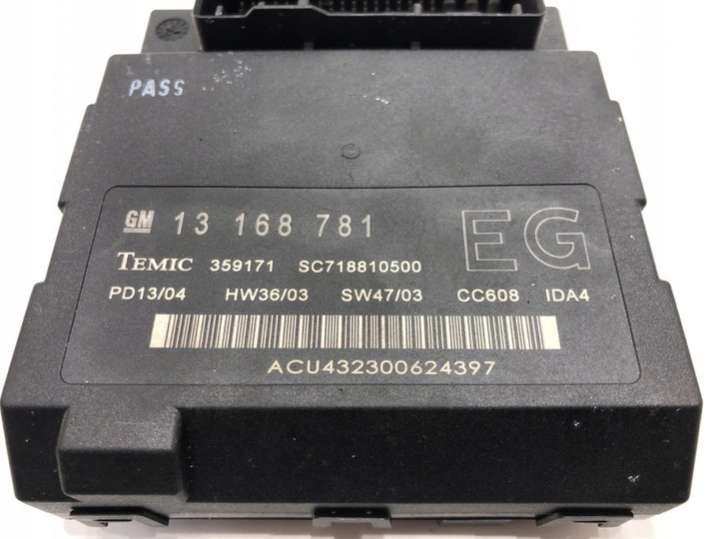 PASS
GM 13 168 781 EG
TEMIC 359171 SC718810500
PD13/04 HW36/03 SW47/03 CC608 IDA4
ACU432300624397